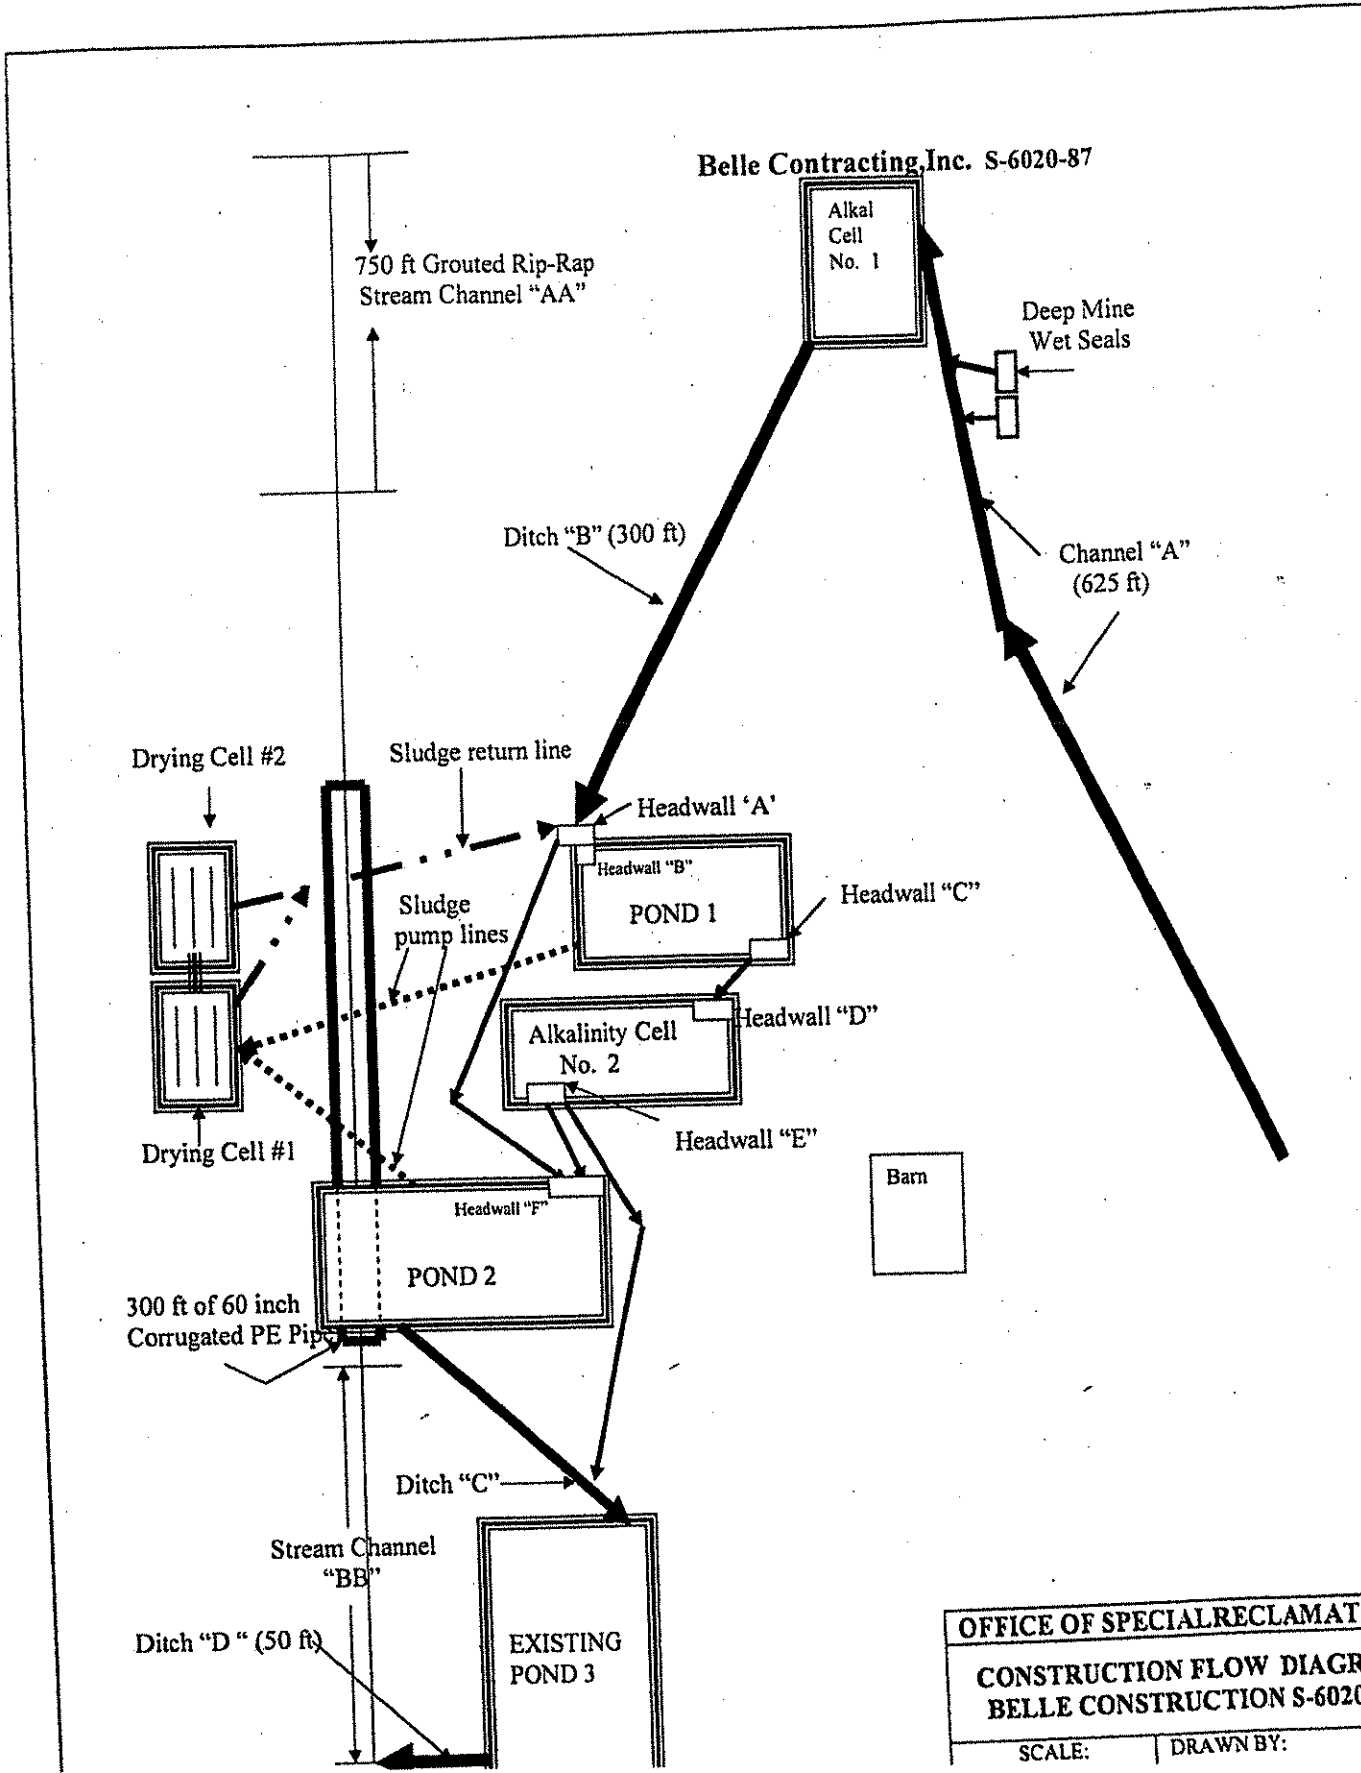 Belle Contracting,Inc. S-6020-87
Alkal
Cell
No. 1
750 ft Grouted Rip-Rap
Stream Channel “AA”
Deep Mine
Wet Seals
Ditch “B” (300 ft)
Channel “A”
(625 ft)
Drying Cell #2
Sludge return line
Headwall ‘A’
Headwall “B”
POND 1
Headwall “C”
Sludge
pump lines
Headwall “D”
Alkalinity Cell
No. 2
Headwall “E”
Drying Cell #1
Barn
Headwall “F”
POND 2
300 ft of 60 inch
Corrugated PE Pipe
Ditch “C”
Stream Channel
“BB”
Ditch “D “ (50 ft)
EXISTING
POND 3
OFFICE OF SPECIALRECLAMAT
CONSTRUCTION FLOW DIAGR
BELLE CONSTRUCTION S-6020
SCALE:
DRAWN BY: